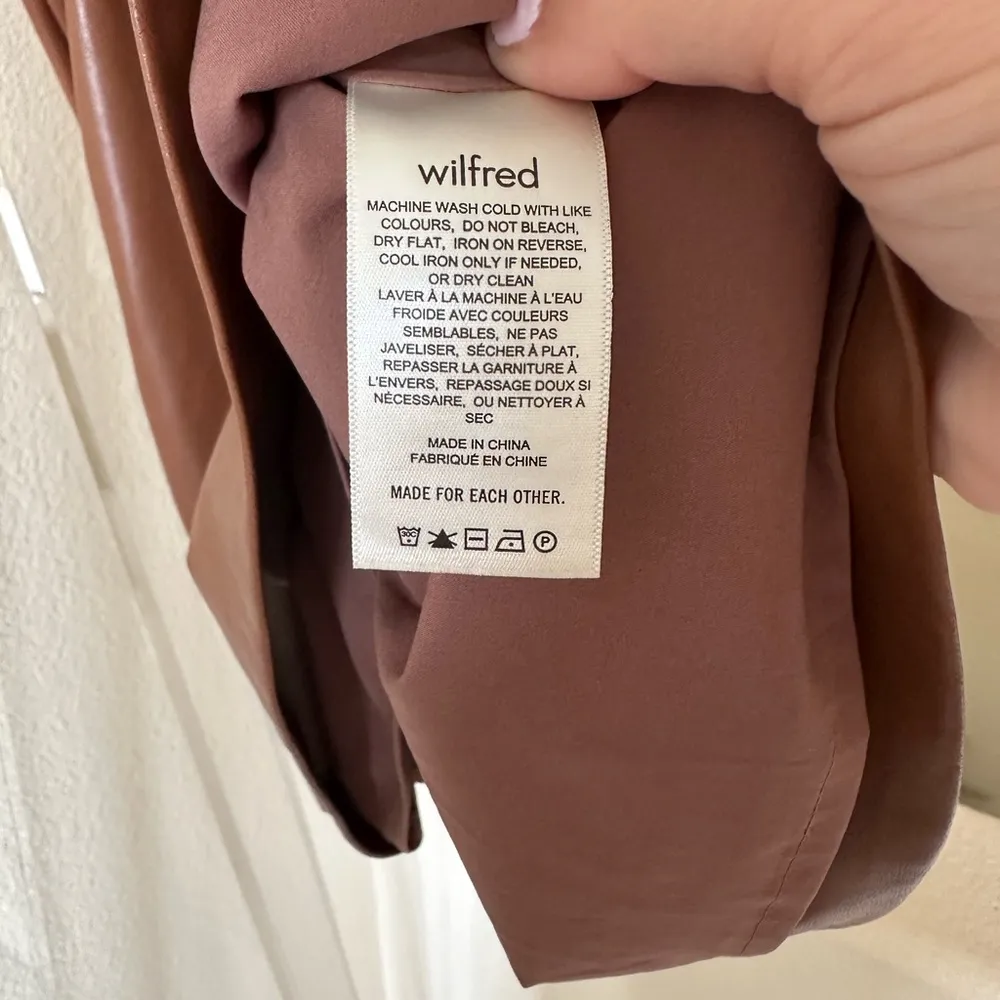 wilfred
MACHINE WASH COLD WITH LIKE
COLOURS, DO NOT BLEACH,
DRY FLAT, IRON ON REVERSE,
COOL IRON ONLY IF NEEDED,
OR DRY CLEAN
LAVER À LA MACHINE À L'EAU
FROIDE AVEC COULEURS
SEMBLABLES, NE PAS
JAVELISER, SÉCHER À PLAT,
REPASSER LA GARNITURE À
L'ENVERS, REPASSAGE DOUX SI
NÉCESSAIRE, OU NETTOYER À
SEC
MADE IN CHINA
FABRIQUÉ EN CHINE
MADE FOR EACH OTHER.
30C P